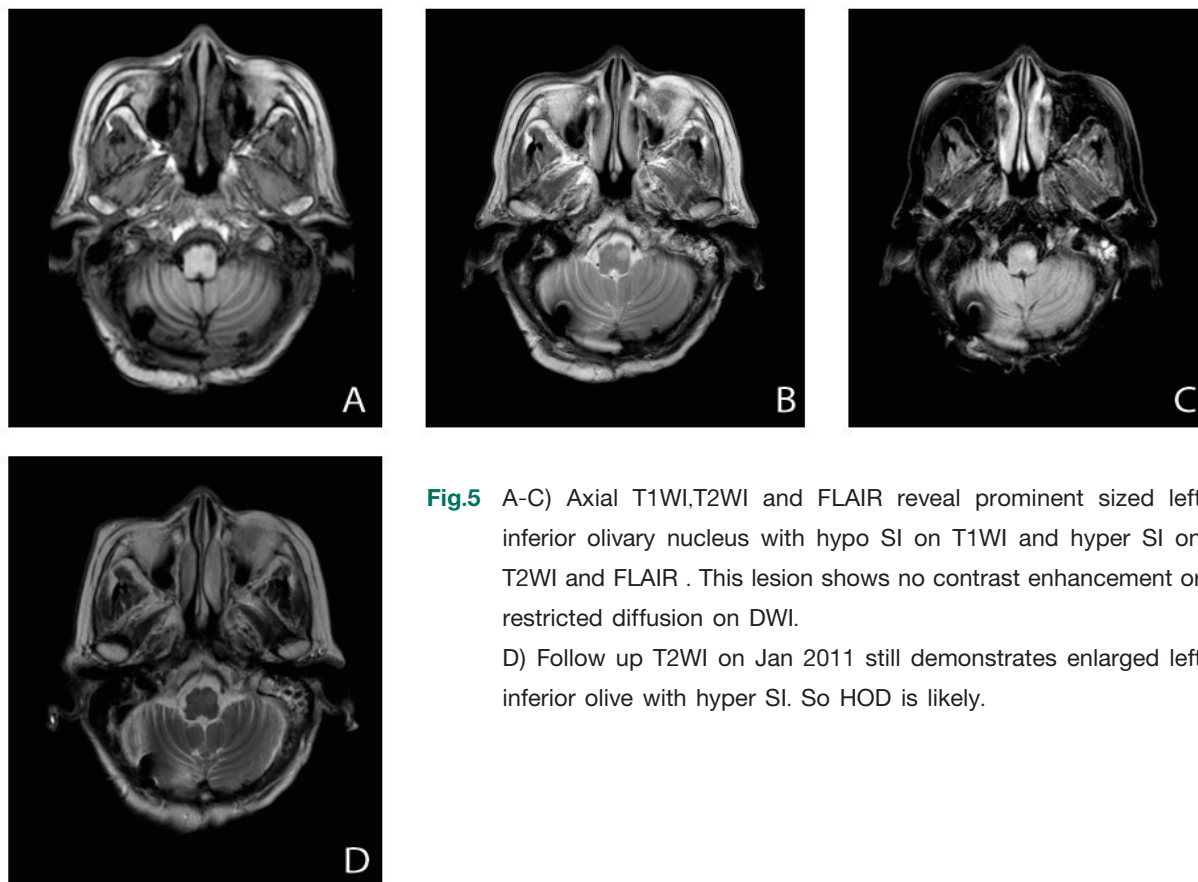 A
B
C
D
Fig.5 A-C) Axial T1WI,T2WI and FLAIR reveal prominent sized left
inferior olivary nucleus with hypo SI on T1WI and hyper SI on
T2WI and FLAIR . This lesion shows no contrast enhancement or
restricted diffusion on DWI.
D) Follow up T2WI on Jan 2011 still demonstrates enlarged left
inferior olive with hyper SI. So HOD is likely.